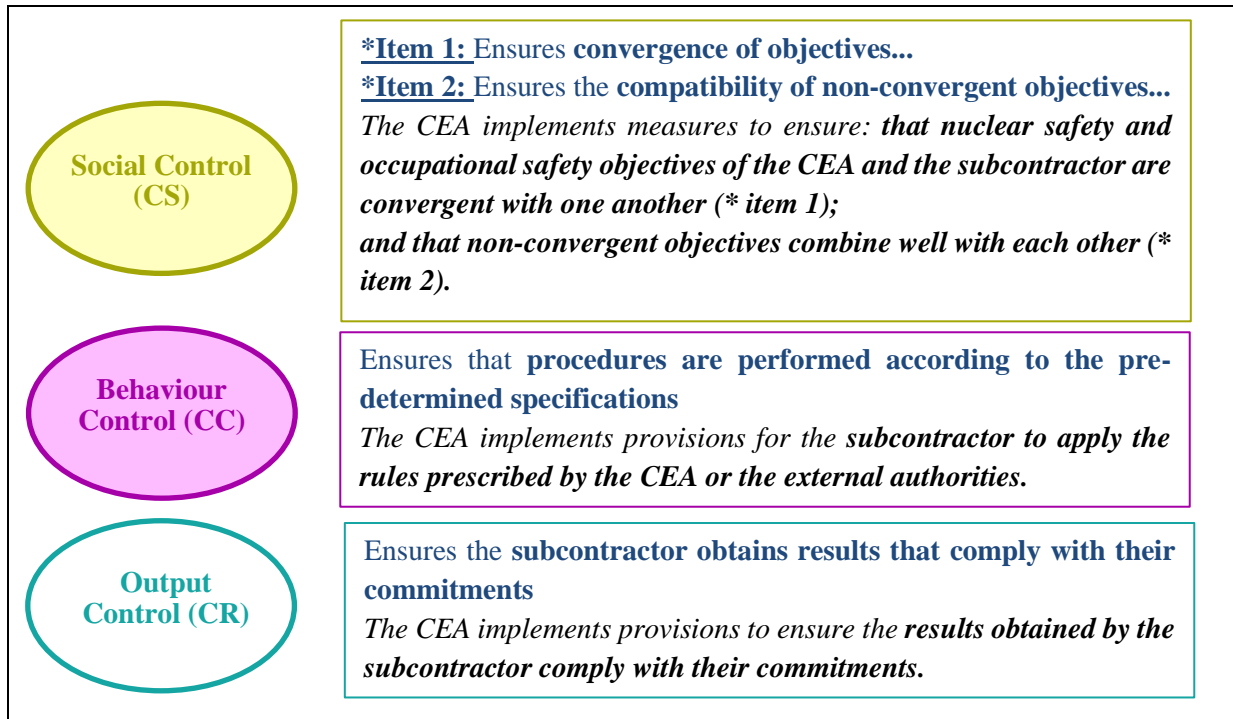 *Item 1: Ensures convergence of objectives...
*Item 2: Ensures the compatibility of non-convergent objectives...
The CEA implements measures to ensure: that nuclear safety and
occupational safety objectives of the CEA and the subcontractor are
convergent with one another (* item 1);
and that non-convergent objectives combine well with each other (*
item 2).
Social Control
(CS)
Ensures that procedures are performed according to the pre-
determined specifications
The CEA implements provisions for the subcontractor to apply the
rules prescribed by the CEA or the external authorities.
Behaviour
Control (CC)
Ensures the subcontractor obtains results that comply with their
commitments
The CEA implements provisions to ensure the results obtained by the
subcontractor comply with their commitments.
Output
Control (CR)